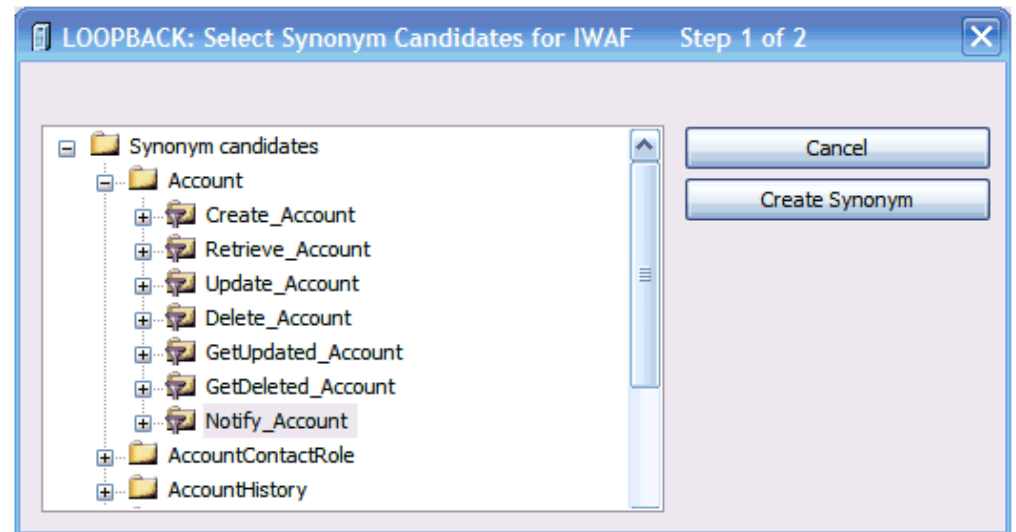 LOOPBACK: Select Synonym Candidates for IWAF Step 1 of 2
Synonym candidates
Account
Create_Account
Retrieve_Account
Update_Account
Delete_Account
GetUpdated_Account
GetDeleted_Account
Notify_Account
AccountContactRole
AccountHistory
Cancel
Create Synonym